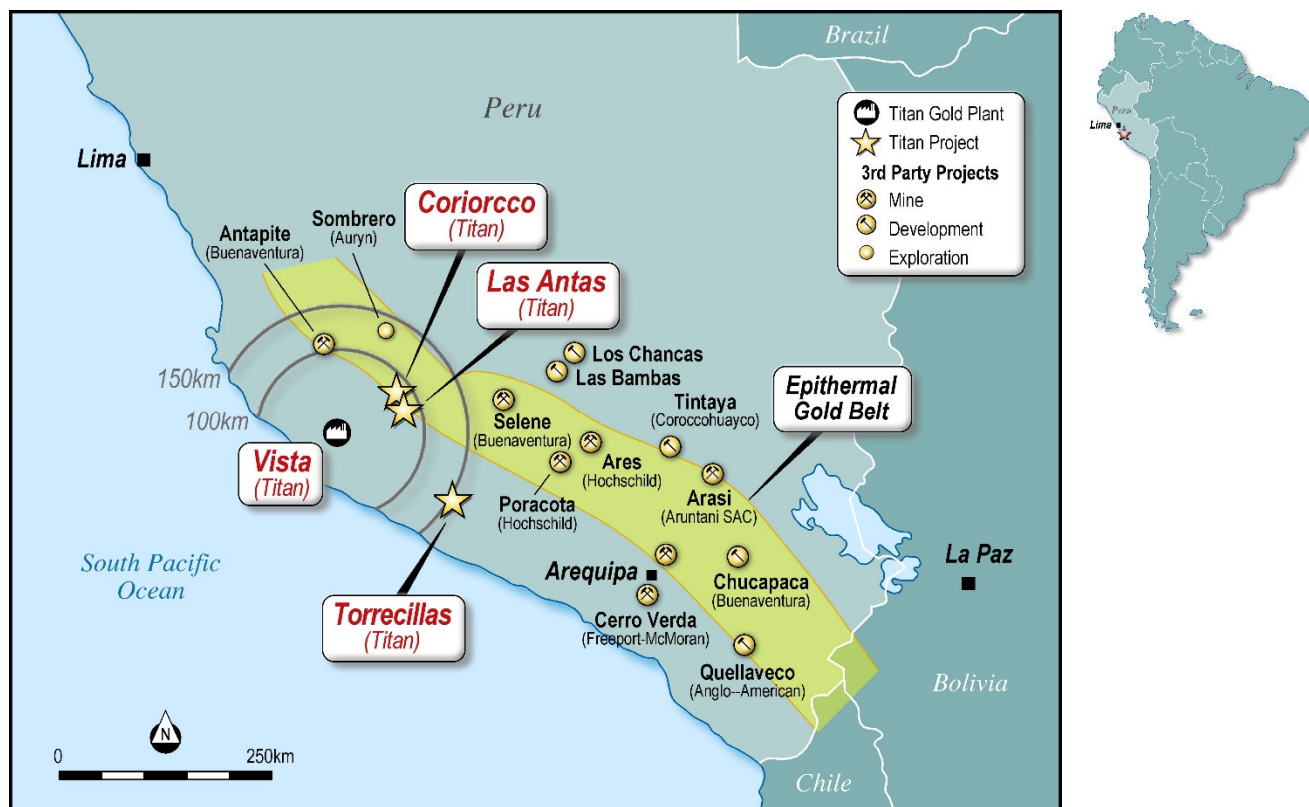 Brazil
Peru
Lima
Titan Gold Plant
Titan Project
3rd Party Projects
Mine
Development
Exploration
Coriorcco
(Titan)
Sombrero
(Auryn)
Antapite
(Buenaventura)
Las Antas
(Titan)
150km
100km
Los Chancas
Las Bambas
Epithermal
Gold Belt
Tintaya
(Coroccohuayco)
Selene
(Buenaventura)
Ares
(Hochschild)
Vista
(Titan)
Poracota
(Hochschild)
Arasi
(Aruntani SAC)
South Pacific
Ocean
La Paz
Arequipa
Chucapaca
(Buenaventura)
Torrecillas
(Titan)
Cerro Verda
(Freeport-McMoran)
Quellaveco
(Anglo--American)
Bolivia
N
0
250km
Chile
Peru
Lima